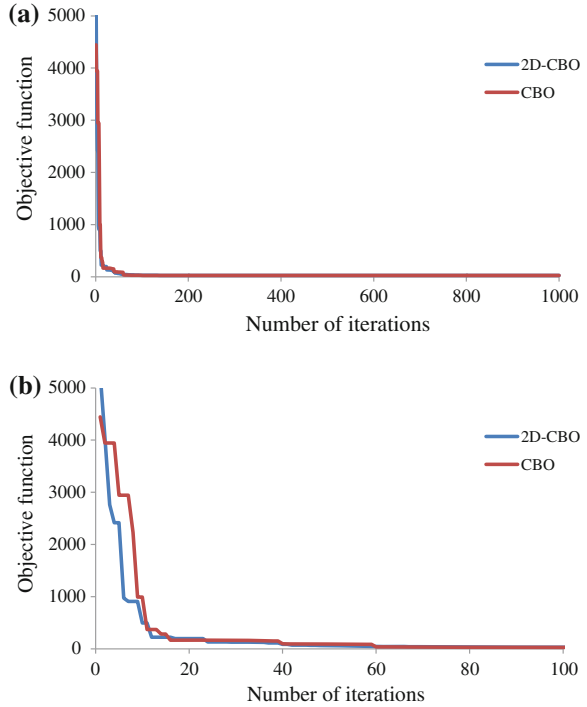 (a)
5000
4000
3000
2000
1000
0
Objective function
2D-CBO
CBO
0 200 400 600 800 1000
Number of iterations
(b)
5000
4000
3000
2000
1000
0
Objective function
2D-CBO
CBO
0 20 40 60 80 100
Number of iterations